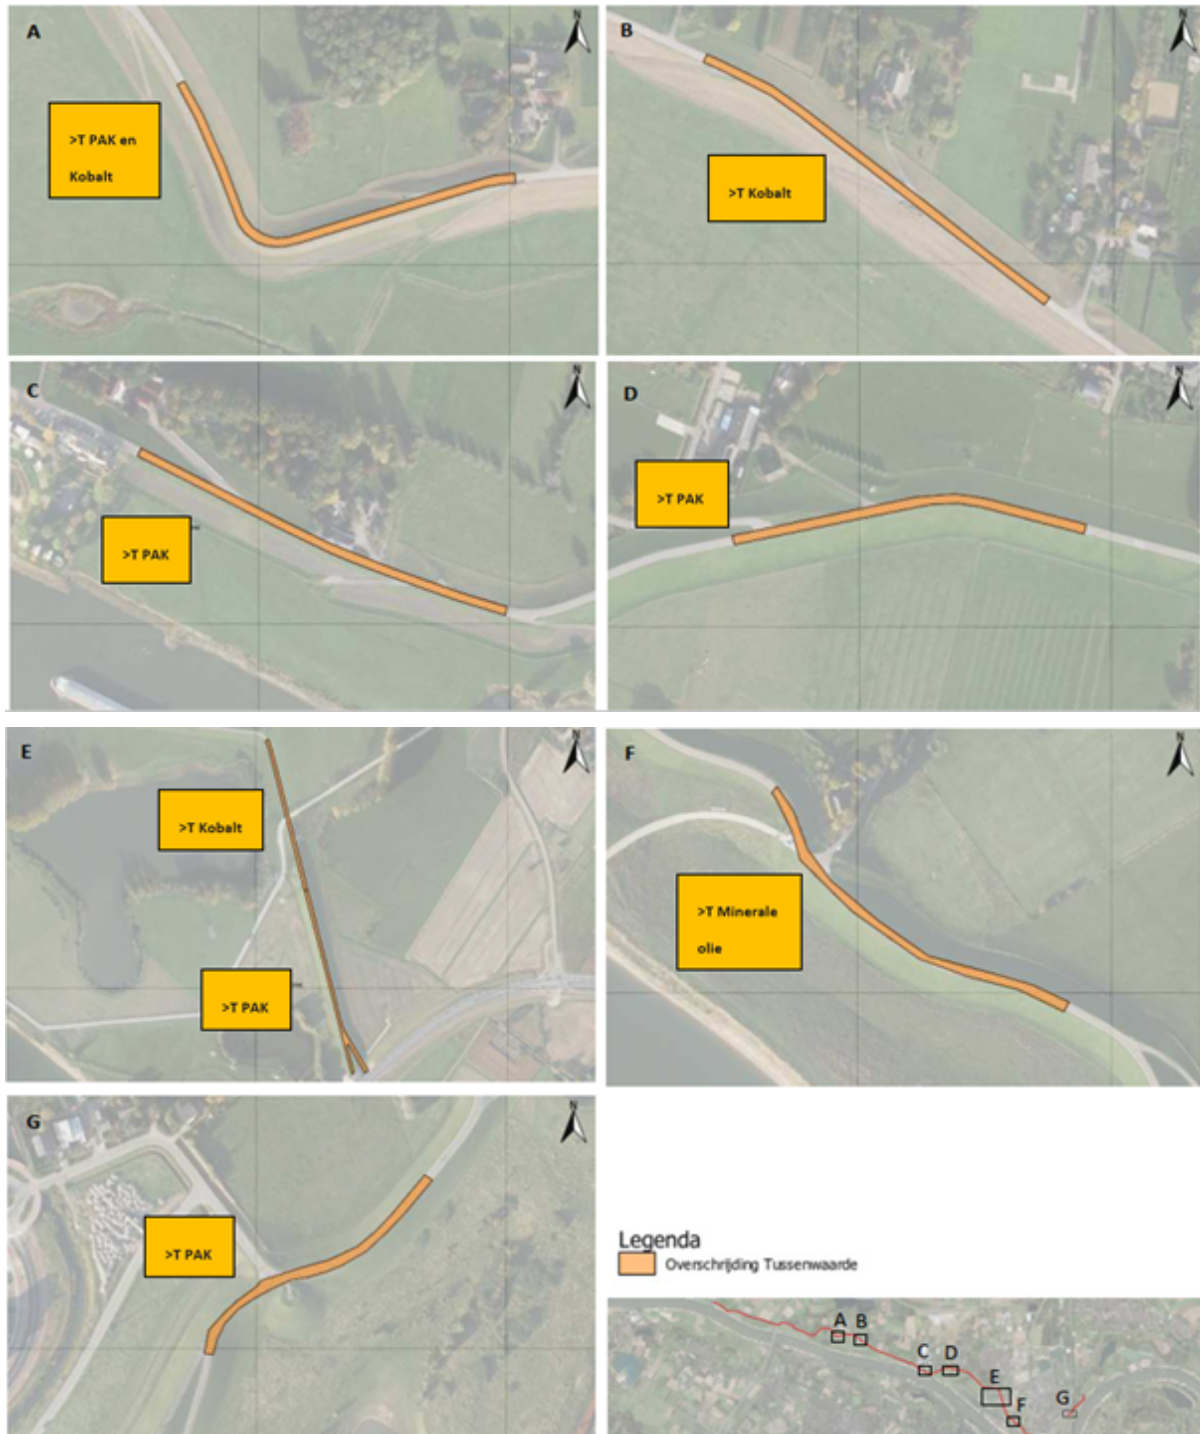 A
N
>T PAK en
Kobalt
B
N
>T Kobalt
C
N
>T PAK
D
N
>T PAK
E
N
>T Kobalt
>T PAK
F
N
>T Minerale
olie
G
N
>T PAK
Legenda
Overschrijding Tussenwaarde
A B
C D
E
F
G